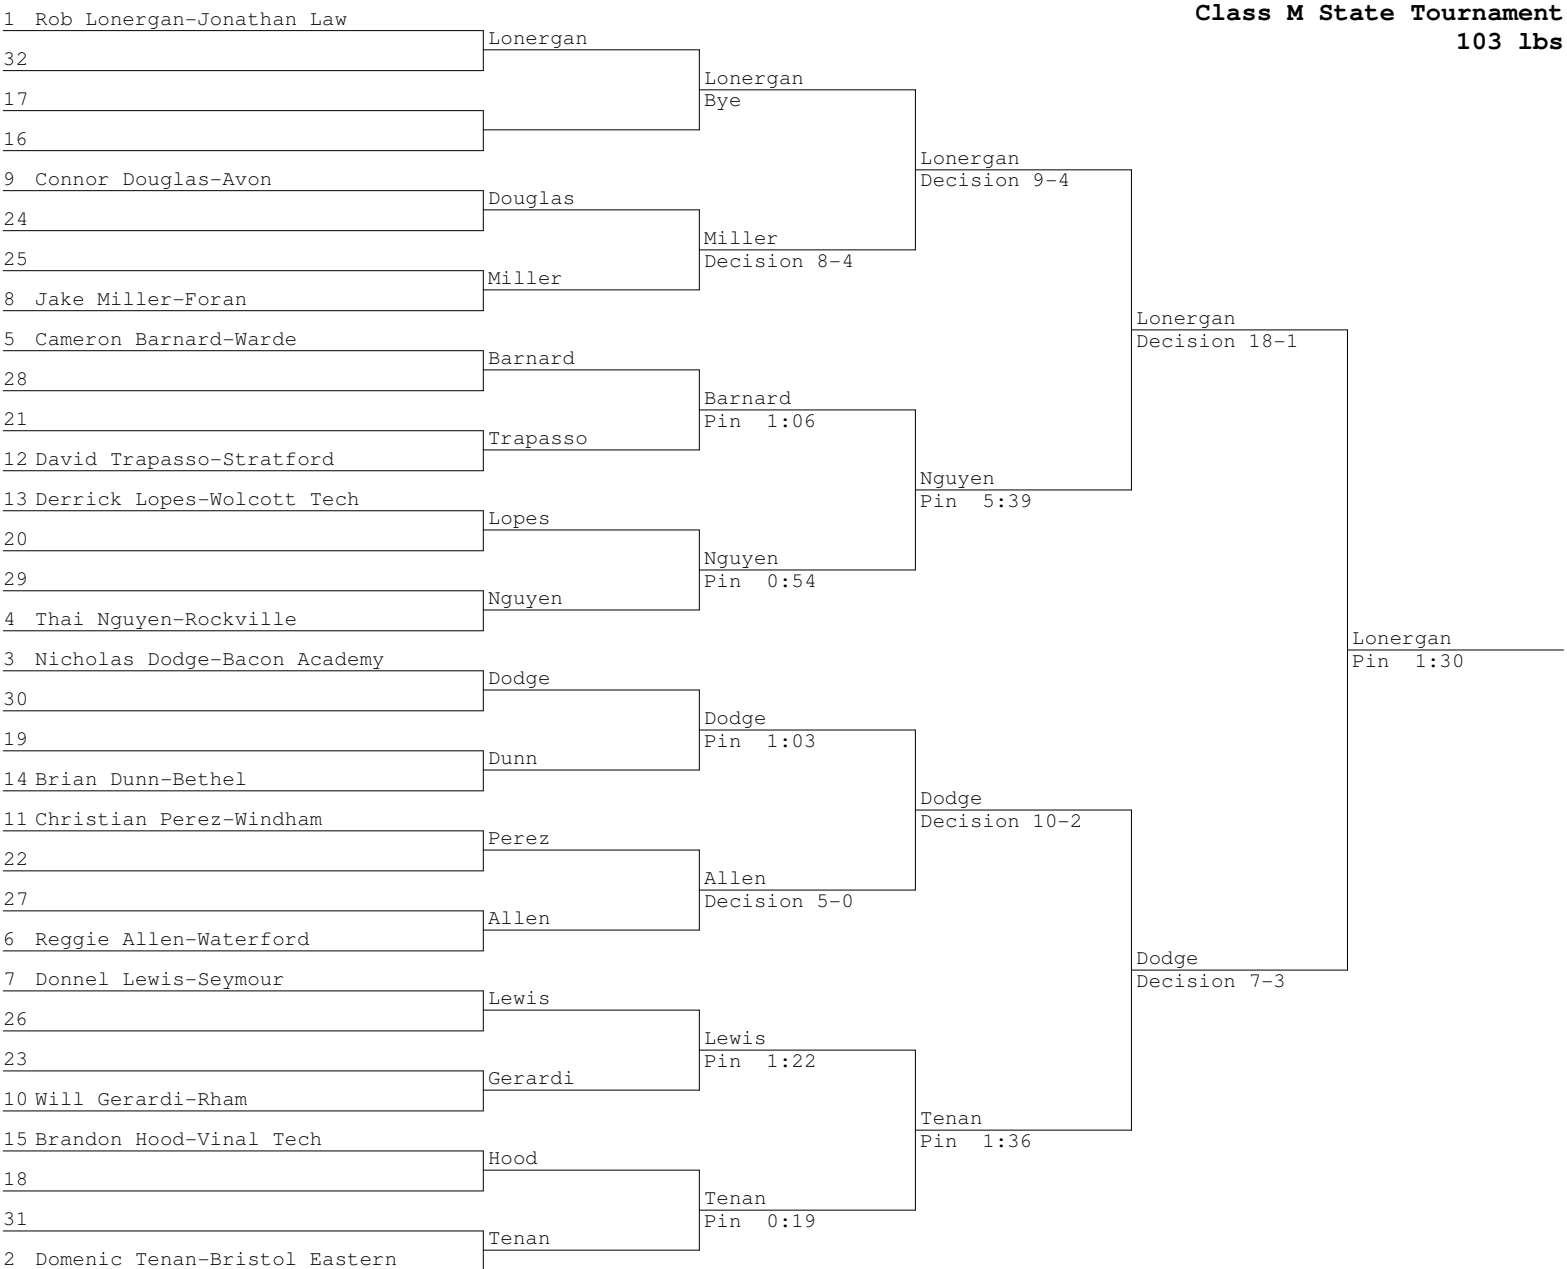 Class M State Tournament
103 lbs
1 Rob Lonergan-Jonathan Law
32
17
16
9 Connor Douglas-Avon
24
25
8 Jake Miller-Foran
5 Cameron Barnard-Warde
28
21
12 David Trapasso-Stratford
13 Derrick Lopes-Wolcott Tech
20
29
4 Thai Nguyen-Rockville
3 Nicholas Dodge-Bacon Academy
30
19
14 Brian Dunn-Bethel
11 Christian Perez-Windham
22
27
6 Reggie Allen-Waterford
7 Donnel Lewis-Seymour
26
23
10 Will Gerardi-Rham
15 Brandon Hood-Vinal Tech
18
31
2 Domenic Tenan-Bristol Eastern
Lonergan
Douglas
Miller
Barnard
Trapasso
Lopes
Nguyen
Dodge
Dunn
Perez
Allen
Lewis
Gerardi
Hood
Tenan
Lonergan
Bye
Miller
Decision 8-4
Barnard
Pin 1:06
Nguyen
Pin 0:54
Dodge
Pin 1:03
Allen
Decision 5-0
Lewis
Pin 1:22
Tenan
Pin 0:19
Lonergan
Decision 9-4
Nguyen
Pin 5:39
Dodge
Decision 10-2
Tenan
Pin 1:36
Lonergan
Decision 18-1
Dodge
Decision 7-3
Lonergan
Pin 1:30